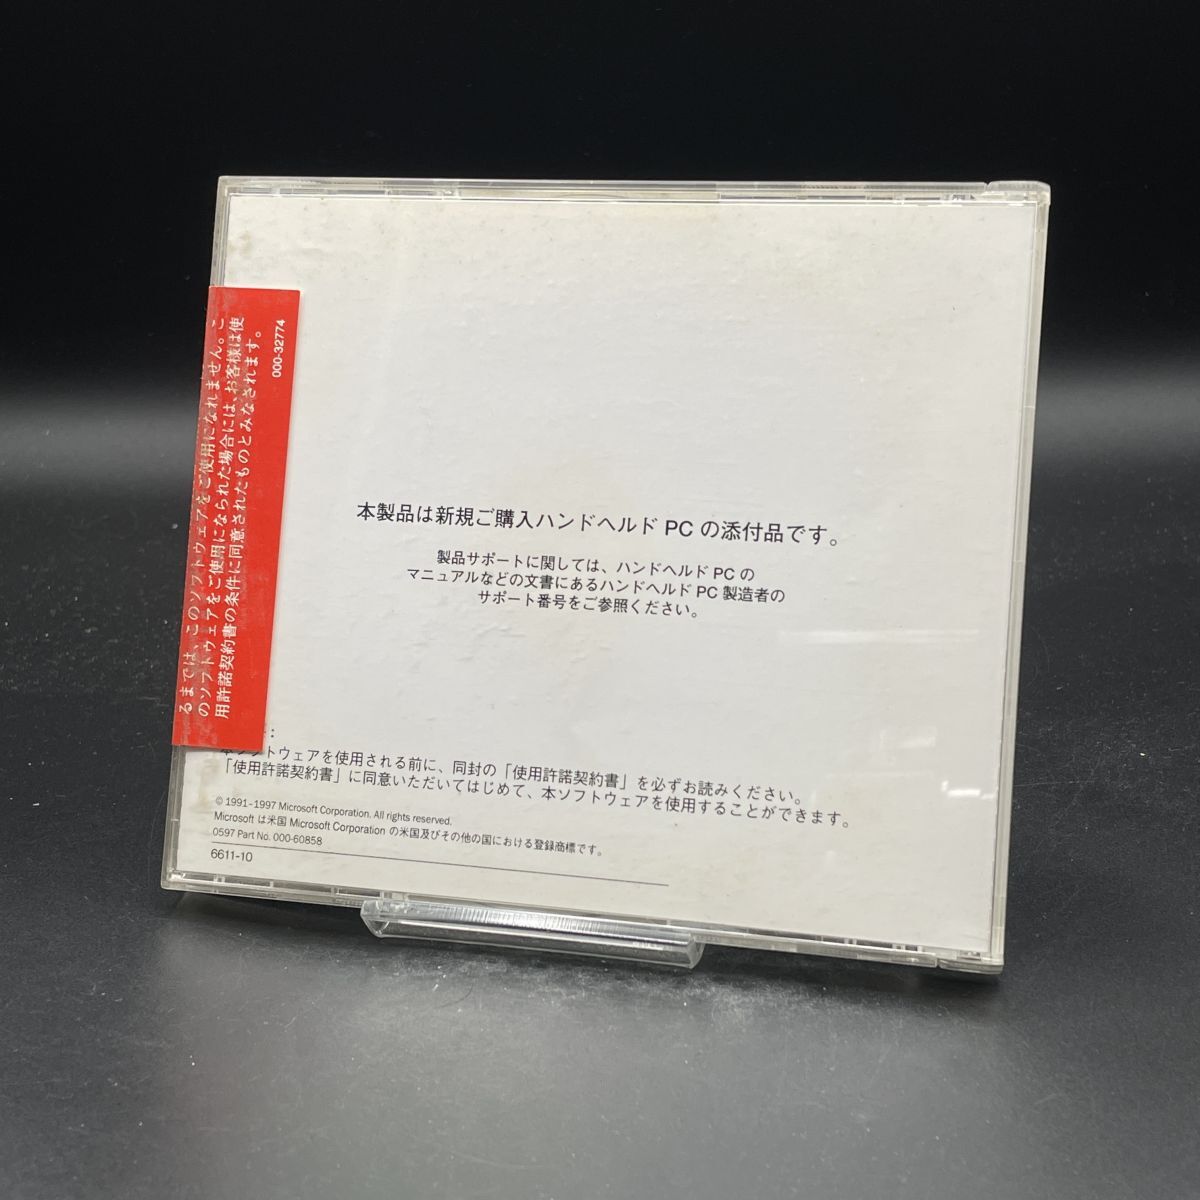 000-32774
るまでは、このソフトウェアをご使用になれません。こ
のソフトウェアをご使用になられた場合には、お客様は使
用許諾契約書の条件に同意されたものとみなされます。
本製品は新規ご購入ハンドヘルド PC の添付品です。
製品サポートに関しては、ハンドヘルド PC の
マニュアルなどの文書にあるハンドヘルド PC 製造者の
サポート番号をご参照ください。
:
本ソフトウェアを使用される前に、同封の「使用許諾契約書」を必ずお読みください。
「使用許諾契約書」に同意いただいてはじめて、本ソフトウェアを使用することができます。
© 1991-1997 Microsoft Corporation. All rights reserved.
Microsoft は米国 Microsoft Corporation の米国及びその他の国における登録商標です。
0597 Part No. 000-60858
6611-10